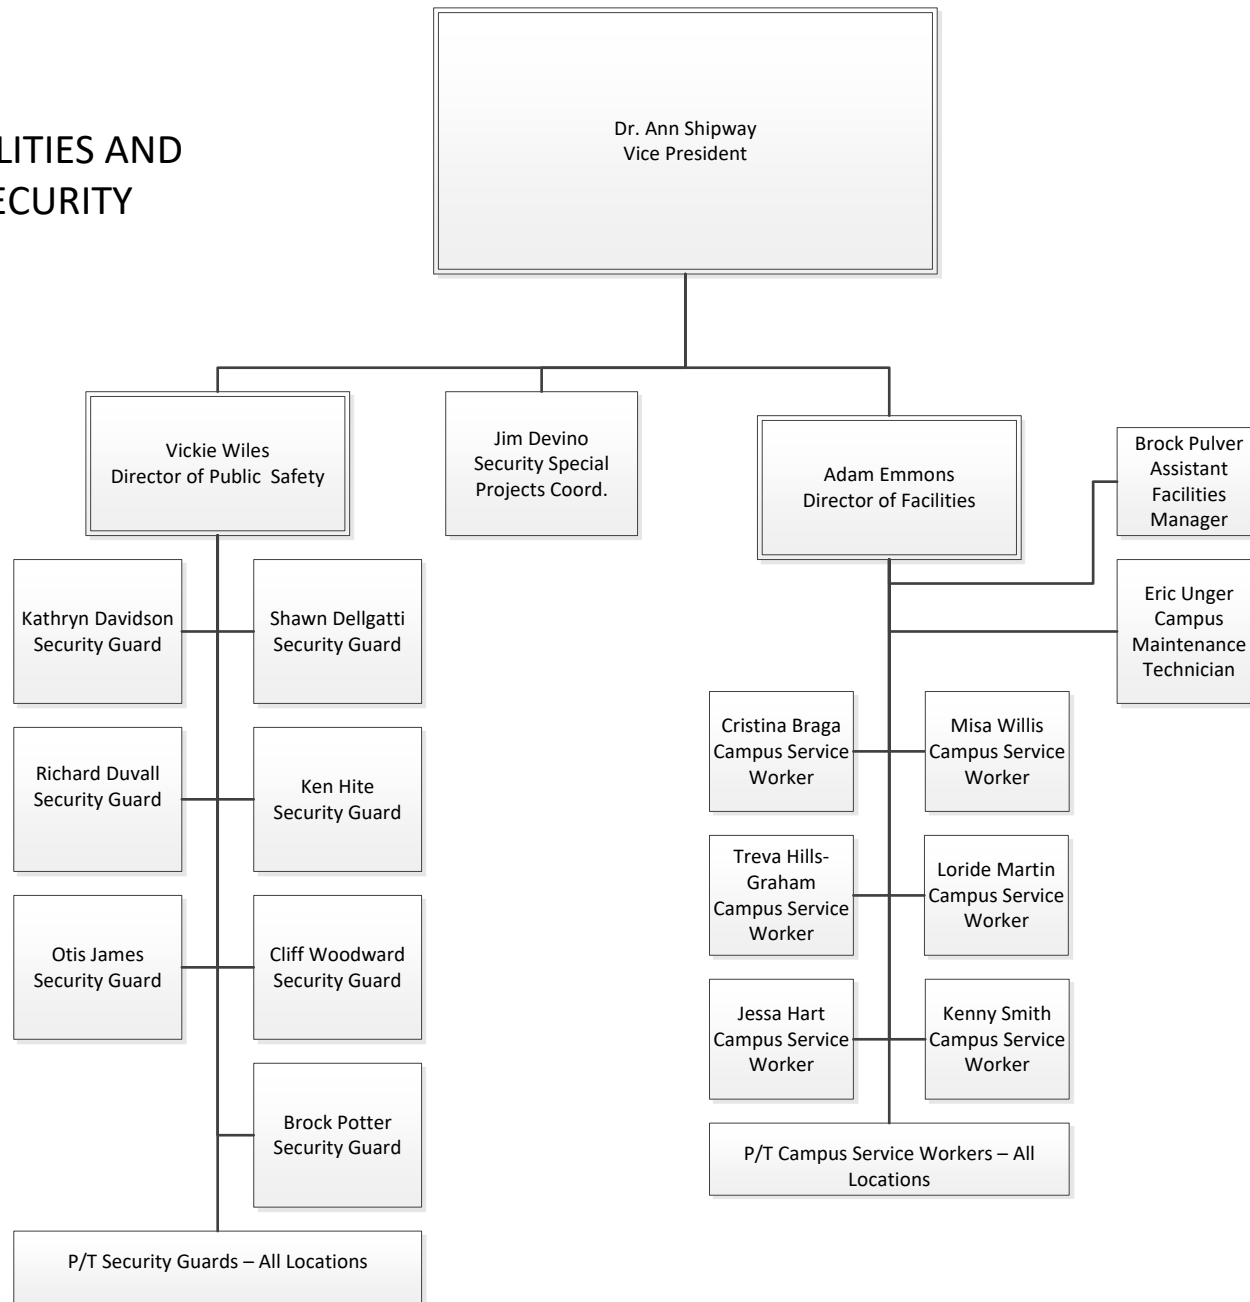 LITIES AND
ECURITY
Dr. Ann Shipway
Vice President
Vickie Wiles
Director of Public Safety
Jim Devino
Security Special
Projects Coord.
Adam Emmons
Director of Facilities
Brock Pulver
Assistant
Facilities
Manager
Eric Unger
Campus
Maintenance
Technician
Kathryn Davidson
Security Guard
Shawn Dellgatti
Security Guard
Richard Duvall
Security Guard
Ken Hite
Security Guard
Otis James
Security Guard
Cliff Woodward
Security Guard
Brock Potter
Security Guard
P/T Security Guards – All Locations
Cristina Braga
Campus Service
Worker
Misa Willis
Campus Service
Worker
Treva Hills-
Graham
Campus Service
Worker
Loride Martin
Campus Service
Worker
Jessa Hart
Campus Service
Worker
Kenny Smith
Campus Service
Worker
P/T Campus Service Workers – All
Locations